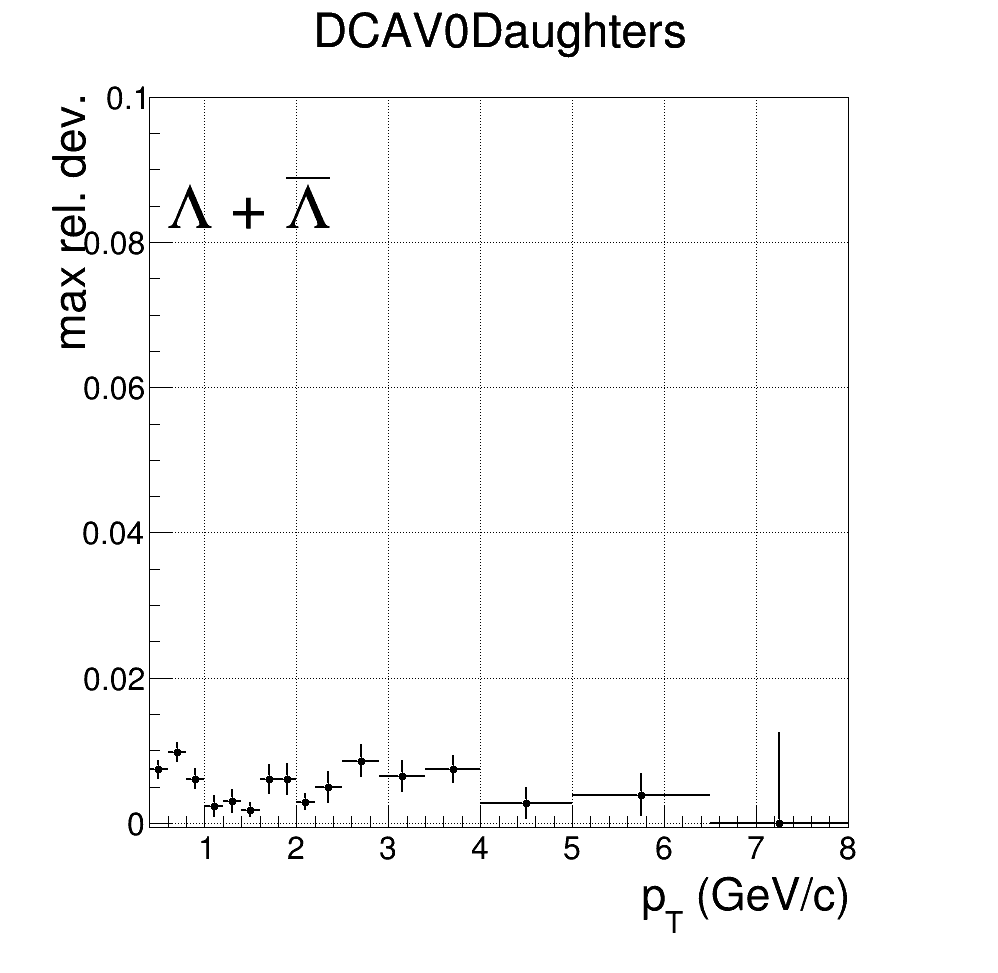 DCAV0Daughters
max rel. dev.
0.1
0.08
0.06
0.04
0.02
0
Λ + Λ̅
1 2 3 4 5 6 7 8
p_T (GeV/c)